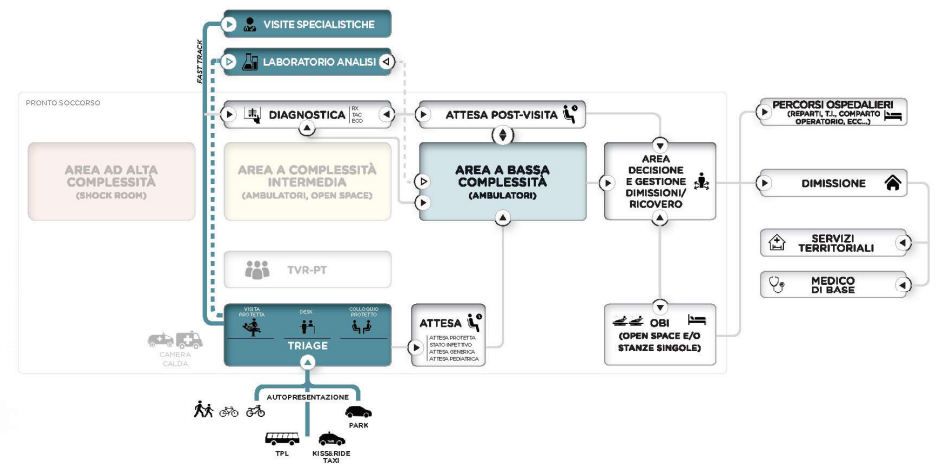 VISITE SPECIALISTICHE
FAST TRACK
LABORATORIO ANALISI
PRONTO SOCCORSO
DIAGNOSTICA
RX
TAC
ECO
ATTESA POST-VISITA
PERCORSI OSPEDALIERI
(REPARTI, T.I., COMPARTO
OPERATORIO, ECC...)
AREA AD ALTA
COMPLESSITÀ
(SHOCK ROOM)
AREA A COMPLESSITÀ
INTERMEDIA
(AMBULATORI, OPEN SPACE)
AREA A BASSA
COMPLESSITÀ
(AMBULATORI)
AREA
DECISIONE
E GESTIONE
DIMISSIONI/
RICOVERO
DIMISSIONE
SERVIZI
TERRITORIALI
MEDICO
DI BASE
TVR-PT
VISITA
PROTETTA
DESK
COLLOQUIO
PROTETTO
TRIAGE
ATTESA
ATTESA PROTETTA
STATO INFETTIVO
ATTESA GENERICA
ATTESA PEDIATRICA
OBI
(OPEN SPACE E/O
STANZE SINGOLE)
CAMERA
CALDA
AUTOPRESENTAZIONE
PARK
TPL
KISS&RIDE
TAXI